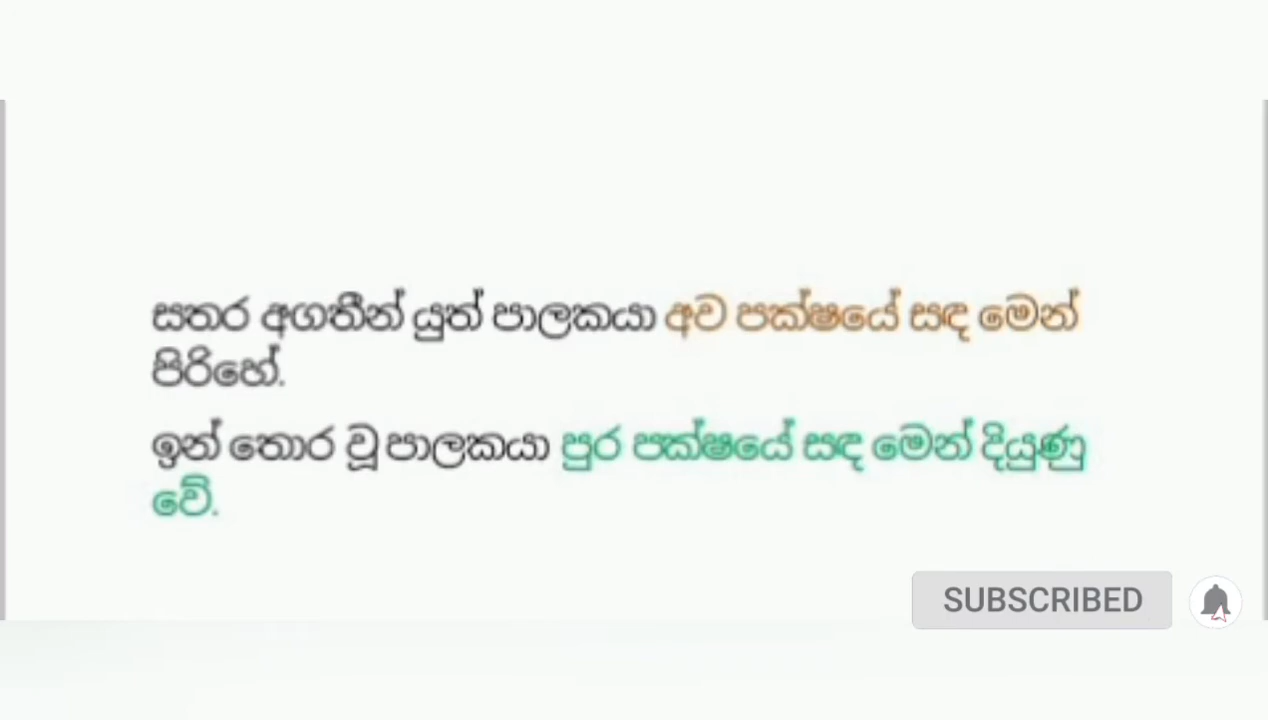 සතර අගතීන් යුත් පාලකයා අව පක්ෂයේ සඳ මෙන්
පිරිහේ.
ඉන් තොර වූ පාලකයා පුර පක්ෂයේ සඳ මෙන් දියුණු
වේ.
SUBSCRIBED